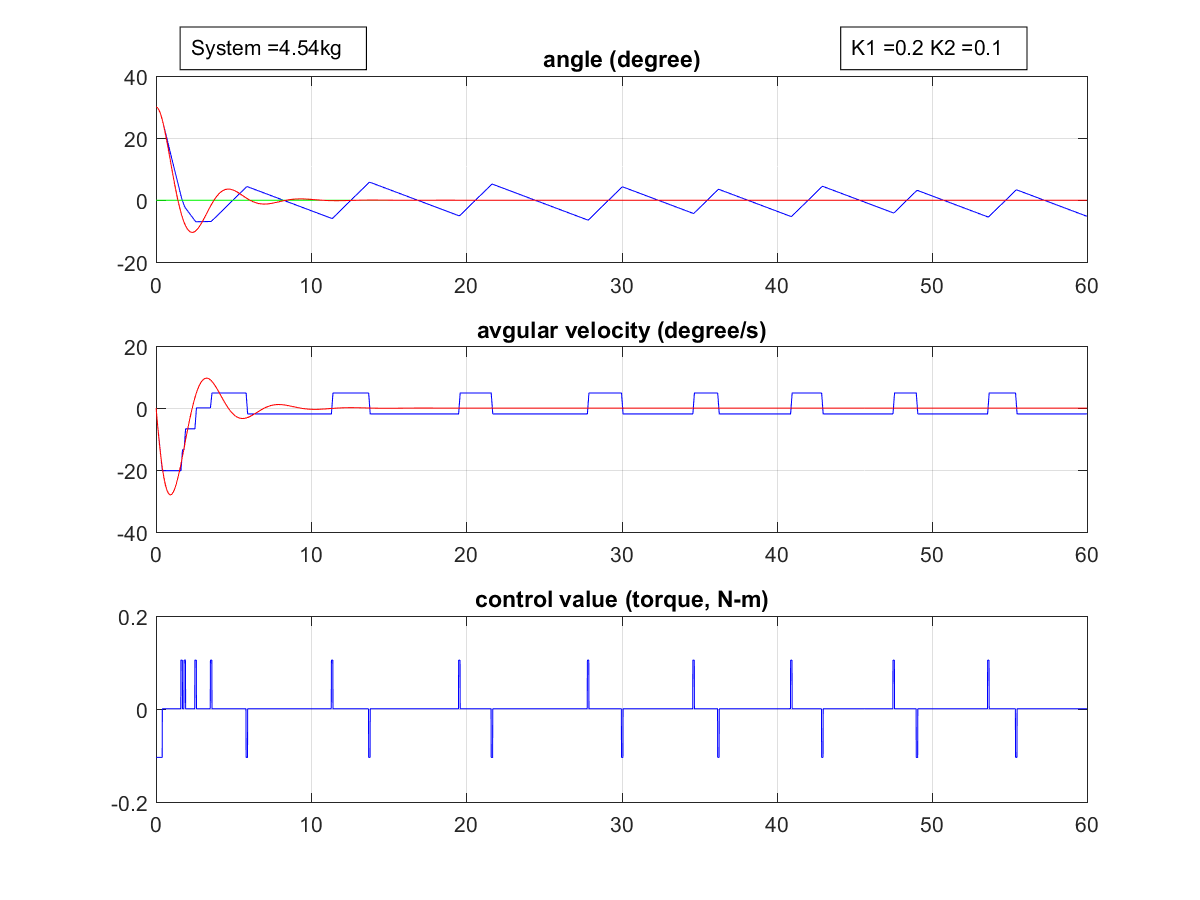 System =4.54kg
K1 =0.2 K2 =0.1
angle (degree)
40
20
0
-20
0 10 20 30 40 50 60
avgular velocity (degree/s)
20
0
-20
-40
0 10 20 30 40 50 60
control value (torque, N-m)
0.2
0
-0.2
0 10 20 30 40 50 60